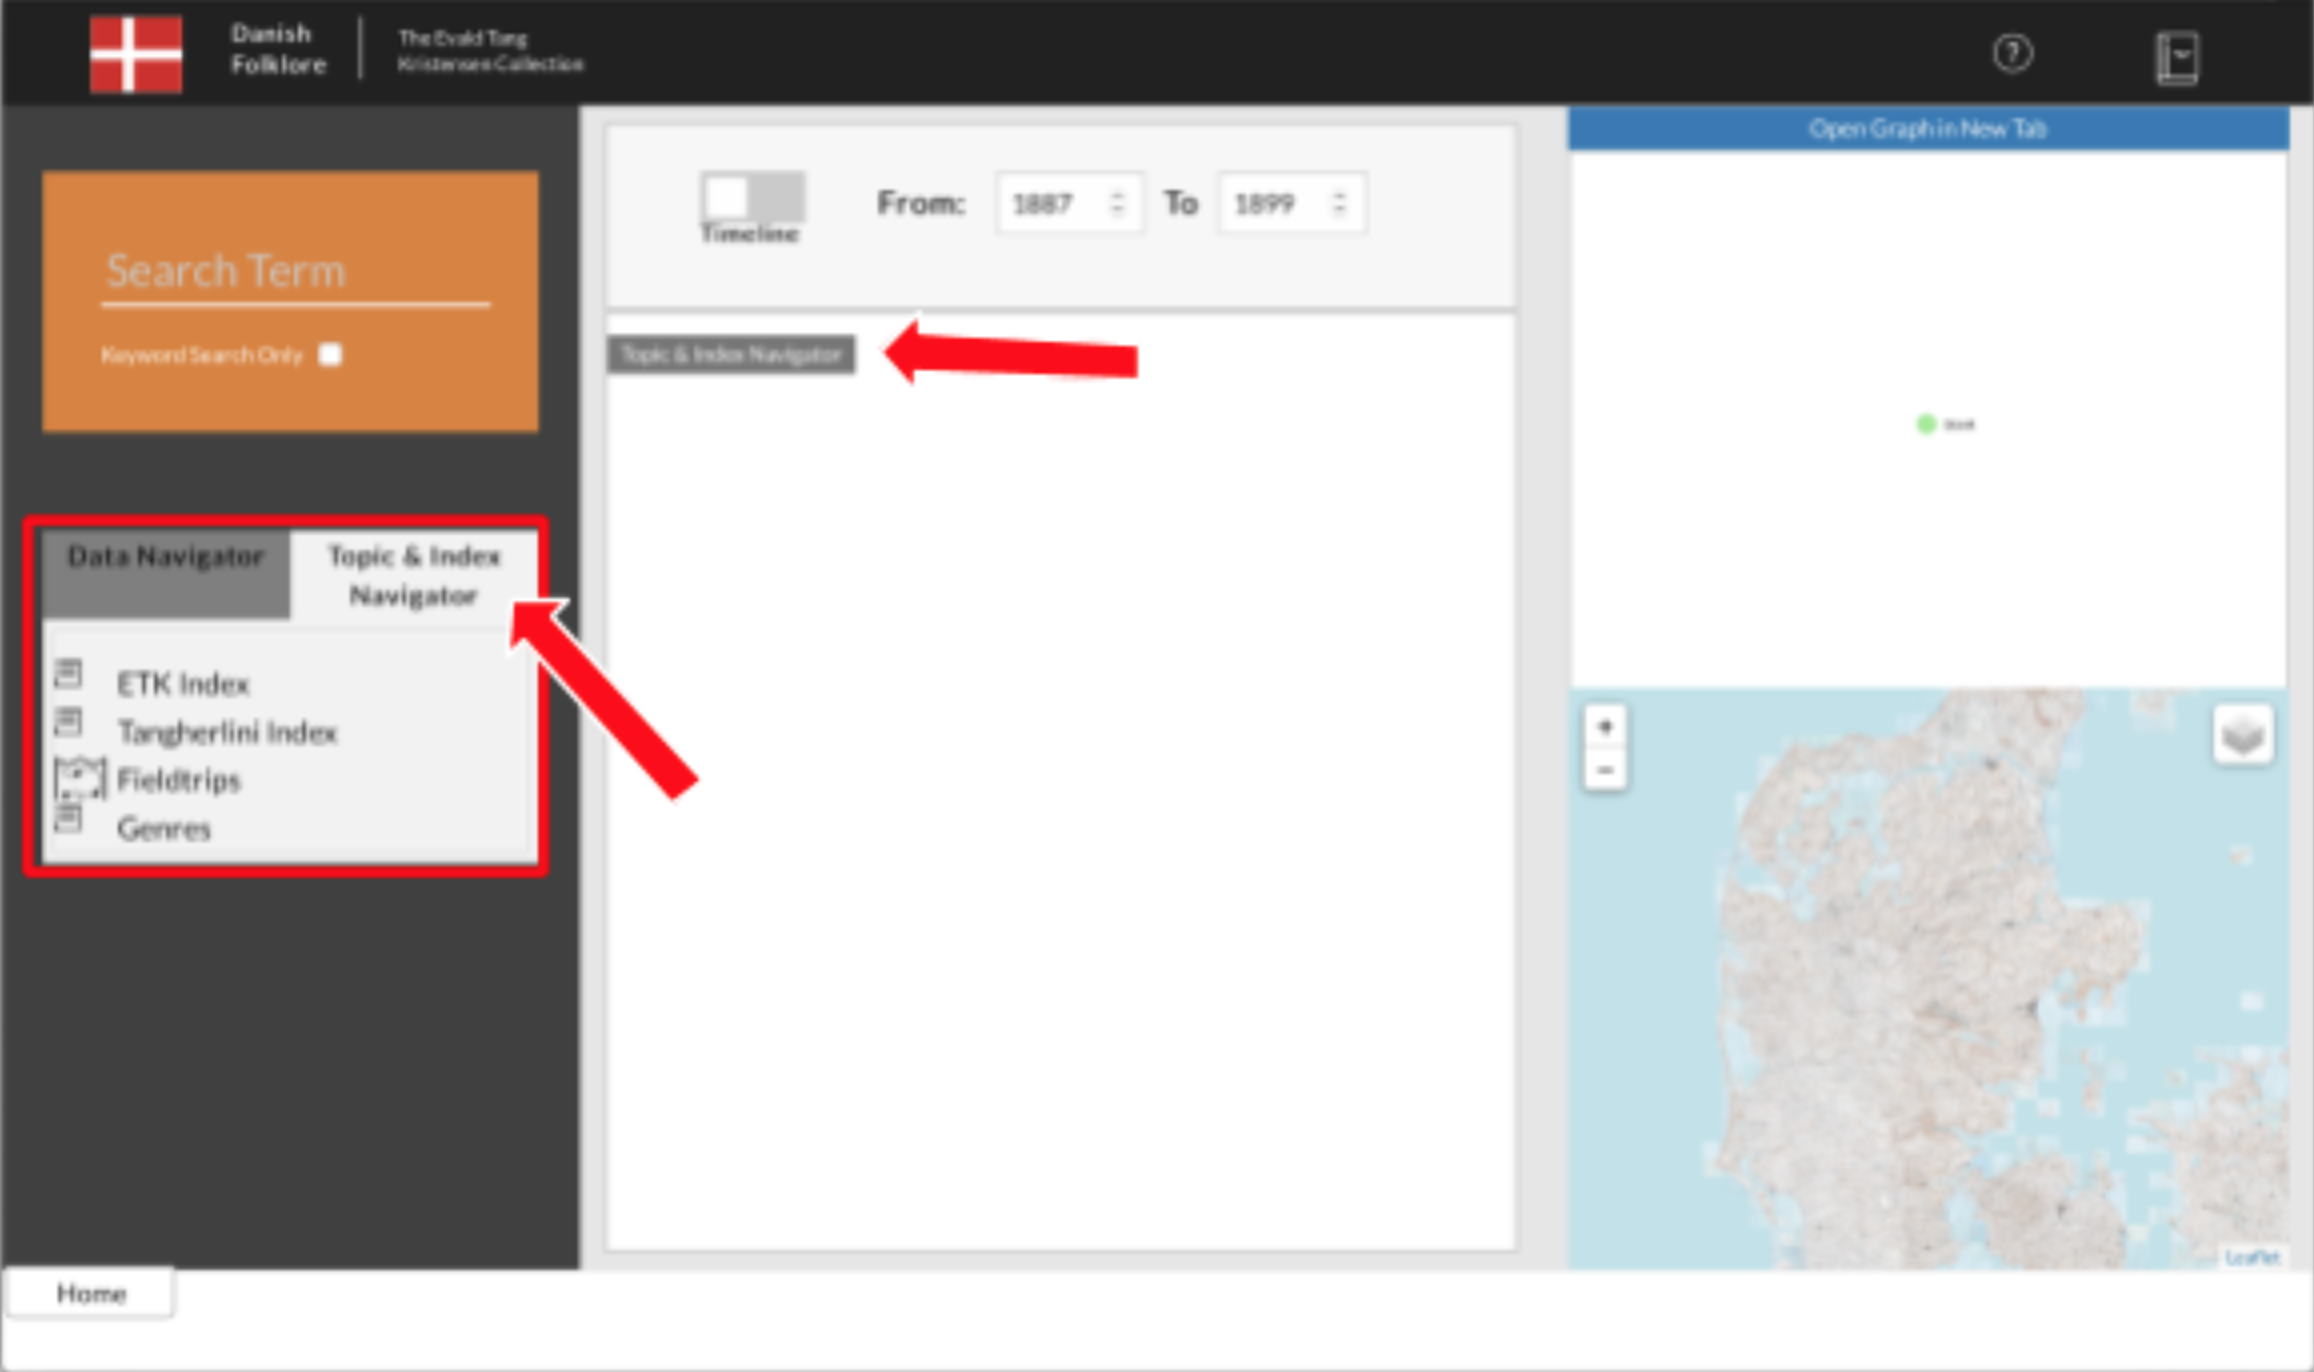 Danish
Folklore
The Evald Tang
Kristensen Collection
?
Open Graph in New Tab
Search Term
Keyword Search Only
Timeline
From: 1887 To 1899
Topic & Index Navigator
Data Navigator
Topic & Index
Navigator
ETK Index
Tangherlini Index
Fieldtrips
Genres
+
−
Leaflet
Home